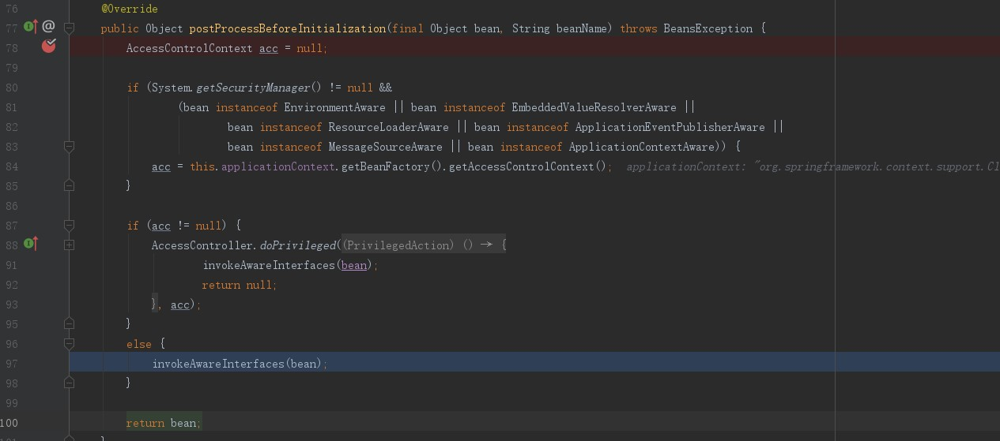 76 @Override
77 public Object postProcessBeforeInitialization(final Object bean, String beanName) throws BeansException {
78 AccessControlContext acc = null;
79
80 if (System.getSecurityManager() != null &&
81 (bean instanceof EnvironmentAware || bean instanceof EmbeddedValueResolverAware ||
82 bean instanceof ResourceLoaderAware || bean instanceof ApplicationEventPublisherAware ||
83 bean instanceof MessageSourceAware || bean instanceof ApplicationContextAware)) {
84 acc = this.applicationContext.getBeanFactory().getAccessControlContext(); applicationContext: "org.springframework.context.support.Cl
85 }
86
87 if (acc != null) {
88 AccessController.doPrivileged((PrivilegedAction) () → {
91 invokeAwareInterfaces(bean);
92 return null;
93 }, acc);
95 }
96 else {
97 invokeAwareInterfaces(bean);
98 }
99
100 return bean;
}